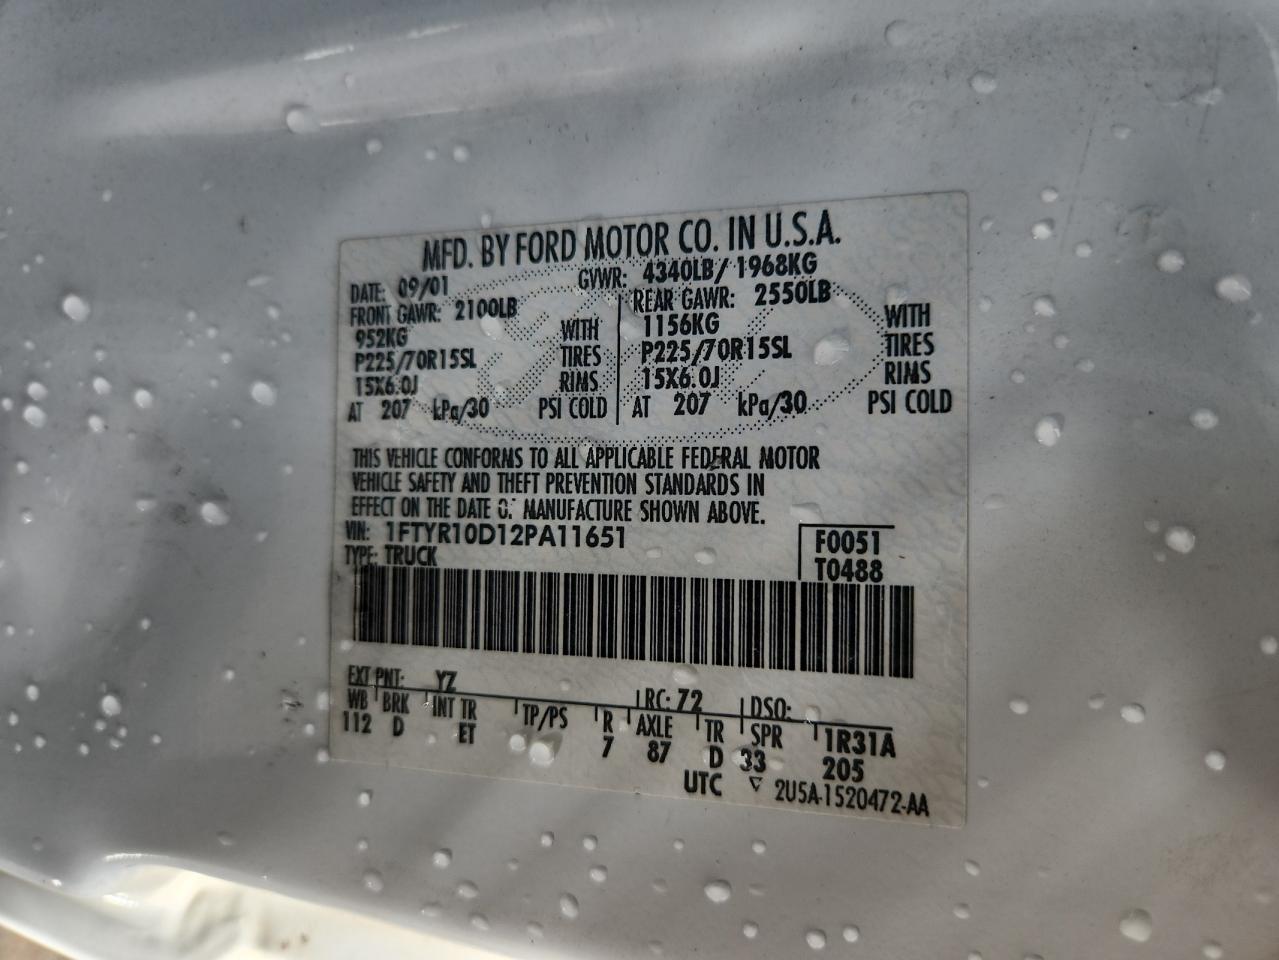 MFD. BY FORD MOTOR CO. IN U.S.A.
DATE: 09/01 GVWR: 4340LB/ 1968KG
FRONT GAWR: 2100LB REAR GAWR: 2550LB
952KG WITH 1156KG WITH
P225/70R15SL TIRES P225/70R15SL TIRES
15X6.0J RIMS 15X6.0J RIMS
AT 207 kPa/30 PSI COLD AT 207 kPa/30 PSI COLD
THIS VEHICLE CONFORMS TO ALL APPLICABLE FEDERAL MOTOR
VEHICLE SAFETY AND THEFT PREVENTION STANDARDS IN
EFFECT ON THE DATE OF MANUFACTURE SHOWN ABOVE.
VIN: 1FTYR10D12PA11651 F0051
TYPE: TRUCK T0488
EXT PNT: YZ RC: 72 DSO:
WB BRK INT TR TP/PS R AXLE TR SPR 1R31A
112 D ET 7 87 D 33 205
UTC ▽ 2U5A-1520472-AA